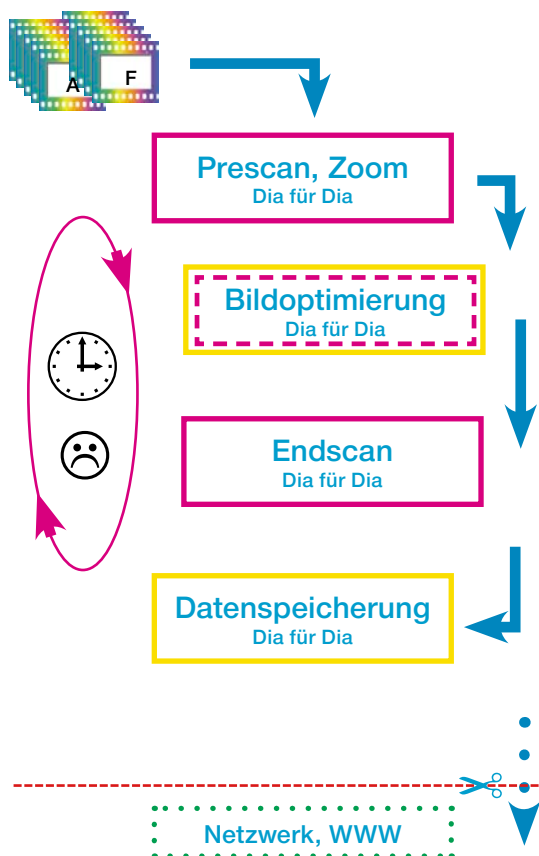 A F
Prescan, Zoom
Dia für Dia
Bildoptimierung
Dia für Dia
Endscan
Dia für Dia
Datenspeicherung
Dia für Dia
Netzwerk, WWW